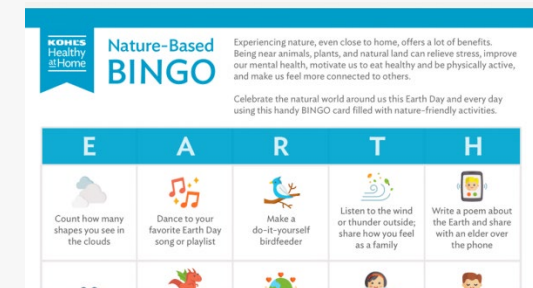 KOHL'S
Healthy
at Home
Nature-Based
BINGO
Experiencing nature, even close to home, offers a lot of benefits.
Being near animals, plants, and natural land can relieve stress, improve
our mental health, motivate us to eat healthy and be physically active,
and make us feel more connected to others.
Celebrate the natural world around us this Earth Day and every day
using this handy BINGO card filled with nature-friendly activities.
E A R T H
Count how many
shapes you see in
the clouds
Dance to your
favorite Earth Day
song or playlist
Make a
do-it-yourself
birdfeeder
Listen to the wind
or thunder outside;
share how you feel
as a family
Write a poem about
the Earth and share
with an elder over
the phone